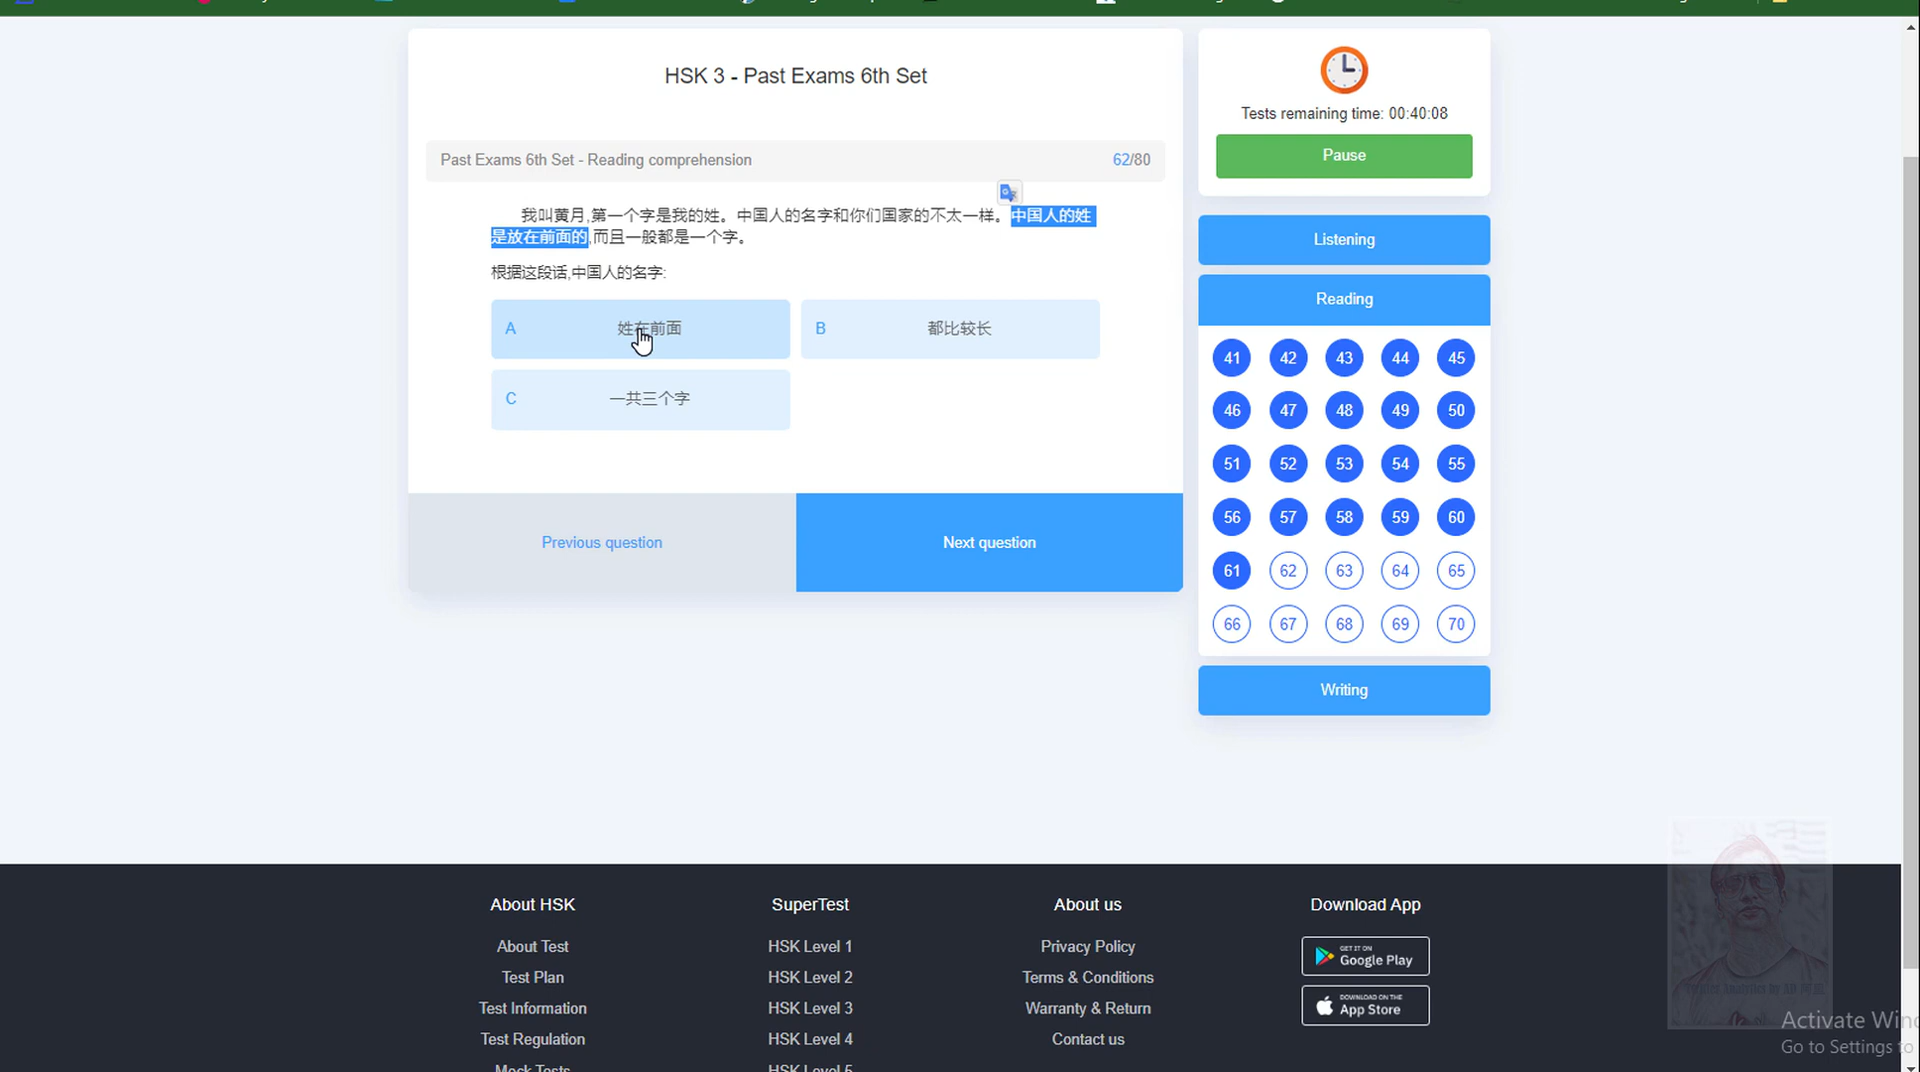 HSK 3 - Past Exams 6th Set
Past Exams 6th Set - Reading comprehension
62/80
我叫黄月,第一个字是我的姓。中国人的名字和你们国家的不太一样。中国人的姓
是放在前面的,而且一般都是一个字。
根据这段话,中国人的名字:
A 姓在前面
B 都比较长
C 一共三个字
Previous question
Next question
Tests remaining time: 00:40:08
Pause
Listening
Reading
41 42 43 44 45
46 47 48 49 50
51 52 53 54 55
56 57 58 59 60
61 62 63 64 65
66 67 68 69 70
Writing
About HSK
About Test
Test Plan
Test Information
Test Regulation
Mock Tests
SuperTest
HSK Level 1
HSK Level 2
HSK Level 3
HSK Level 4
HSK Level 5
About us
Privacy Policy
Terms & Conditions
Warranty & Return
Contact us
Download App
GET IT ON
Google Play
DOWNLOAD ON THE
App Store
Activate
Go to Settings to